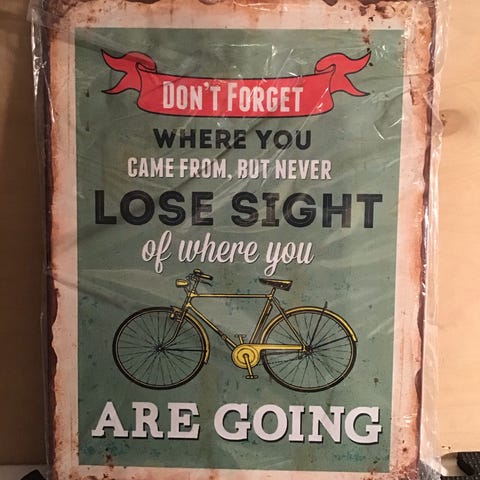 DON'T FORGET
WHERE YOU
CAME FROM, BUT NEVER
LOSE SIGHT
of where you
ARE GOING